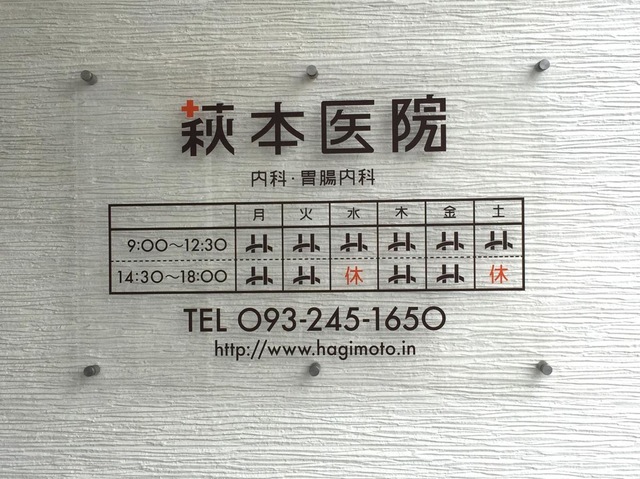 萩本医院
内科・胃腸内科
月 火 水 木 金 土
9:00～12:30
14:30～18:00 休 休
TEL 093-245-1650
http://www.hagimoto.in